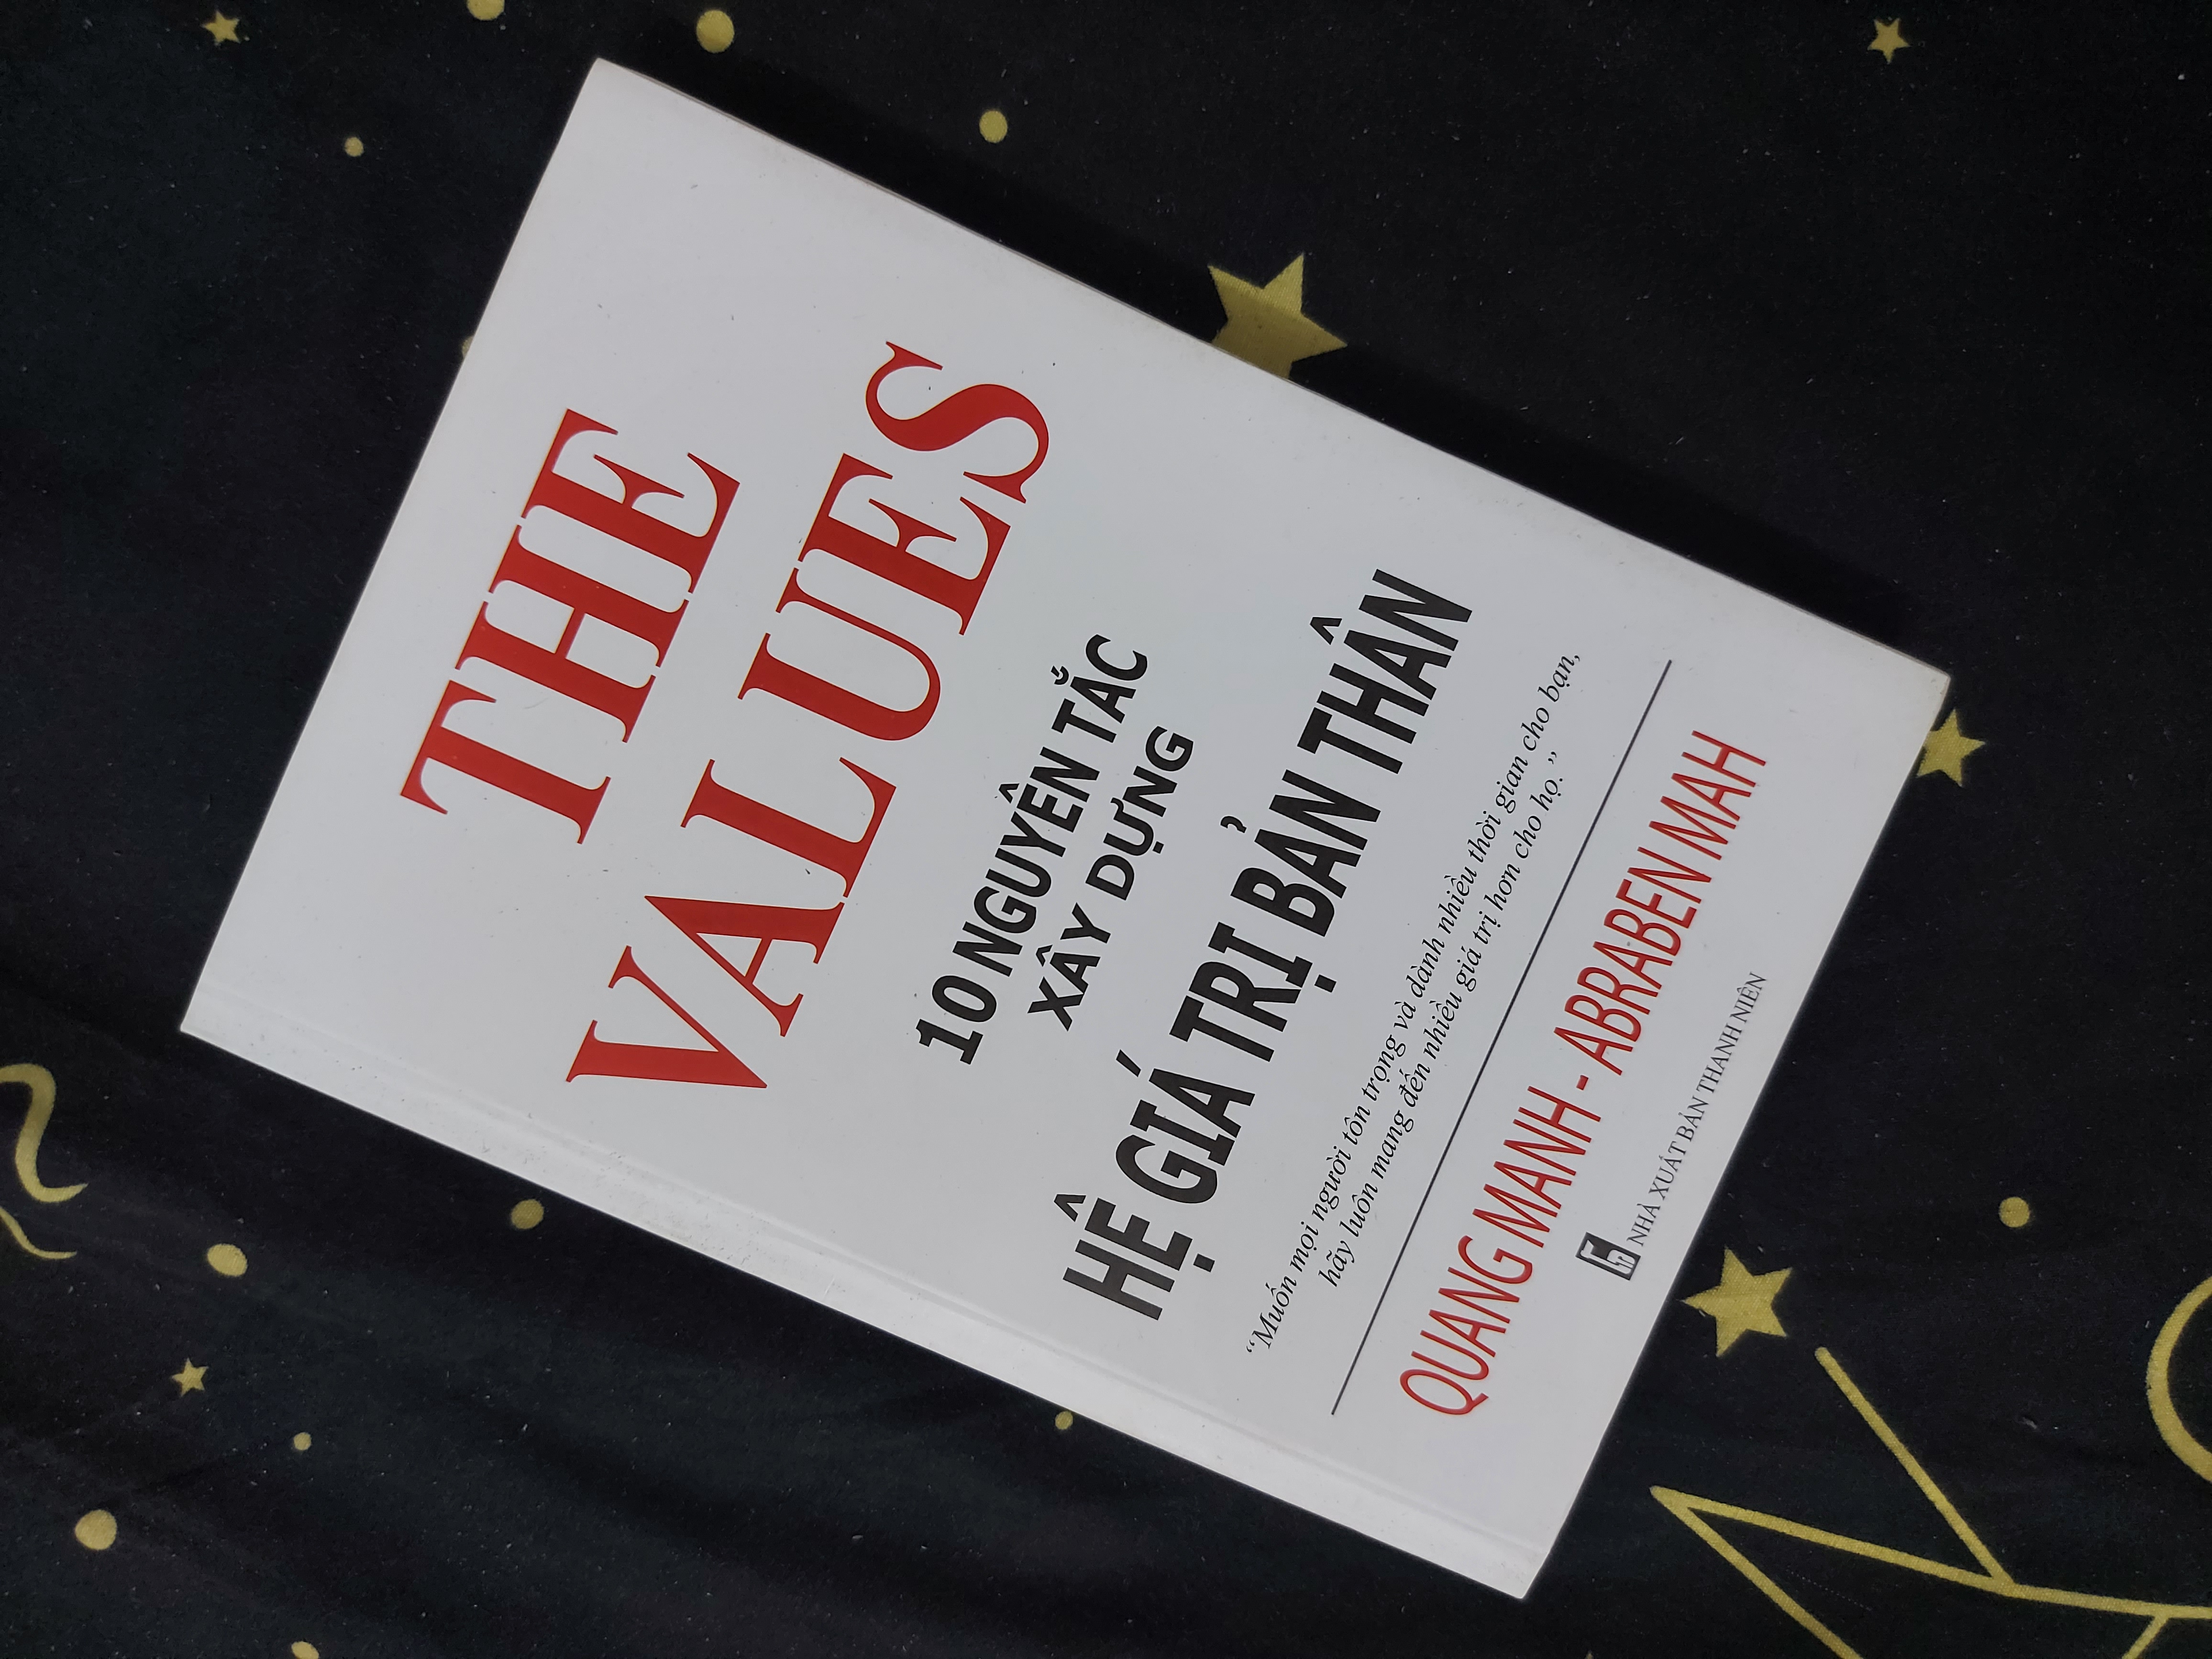 THE
VALUES
10 NGUYÊN TẮC
XÂY DỰNG
HỆ GIÁ TRỊ BẢN THÂN
“Muốn mọi người tôn trọng và dành nhiều thời gian cho bạn,
hãy luôn mang đến nhiều giá trị hơn cho họ.”
QUANG MANH - ABRABEN MAH
NHÀ XUẤT BẢN THANH NIÊN